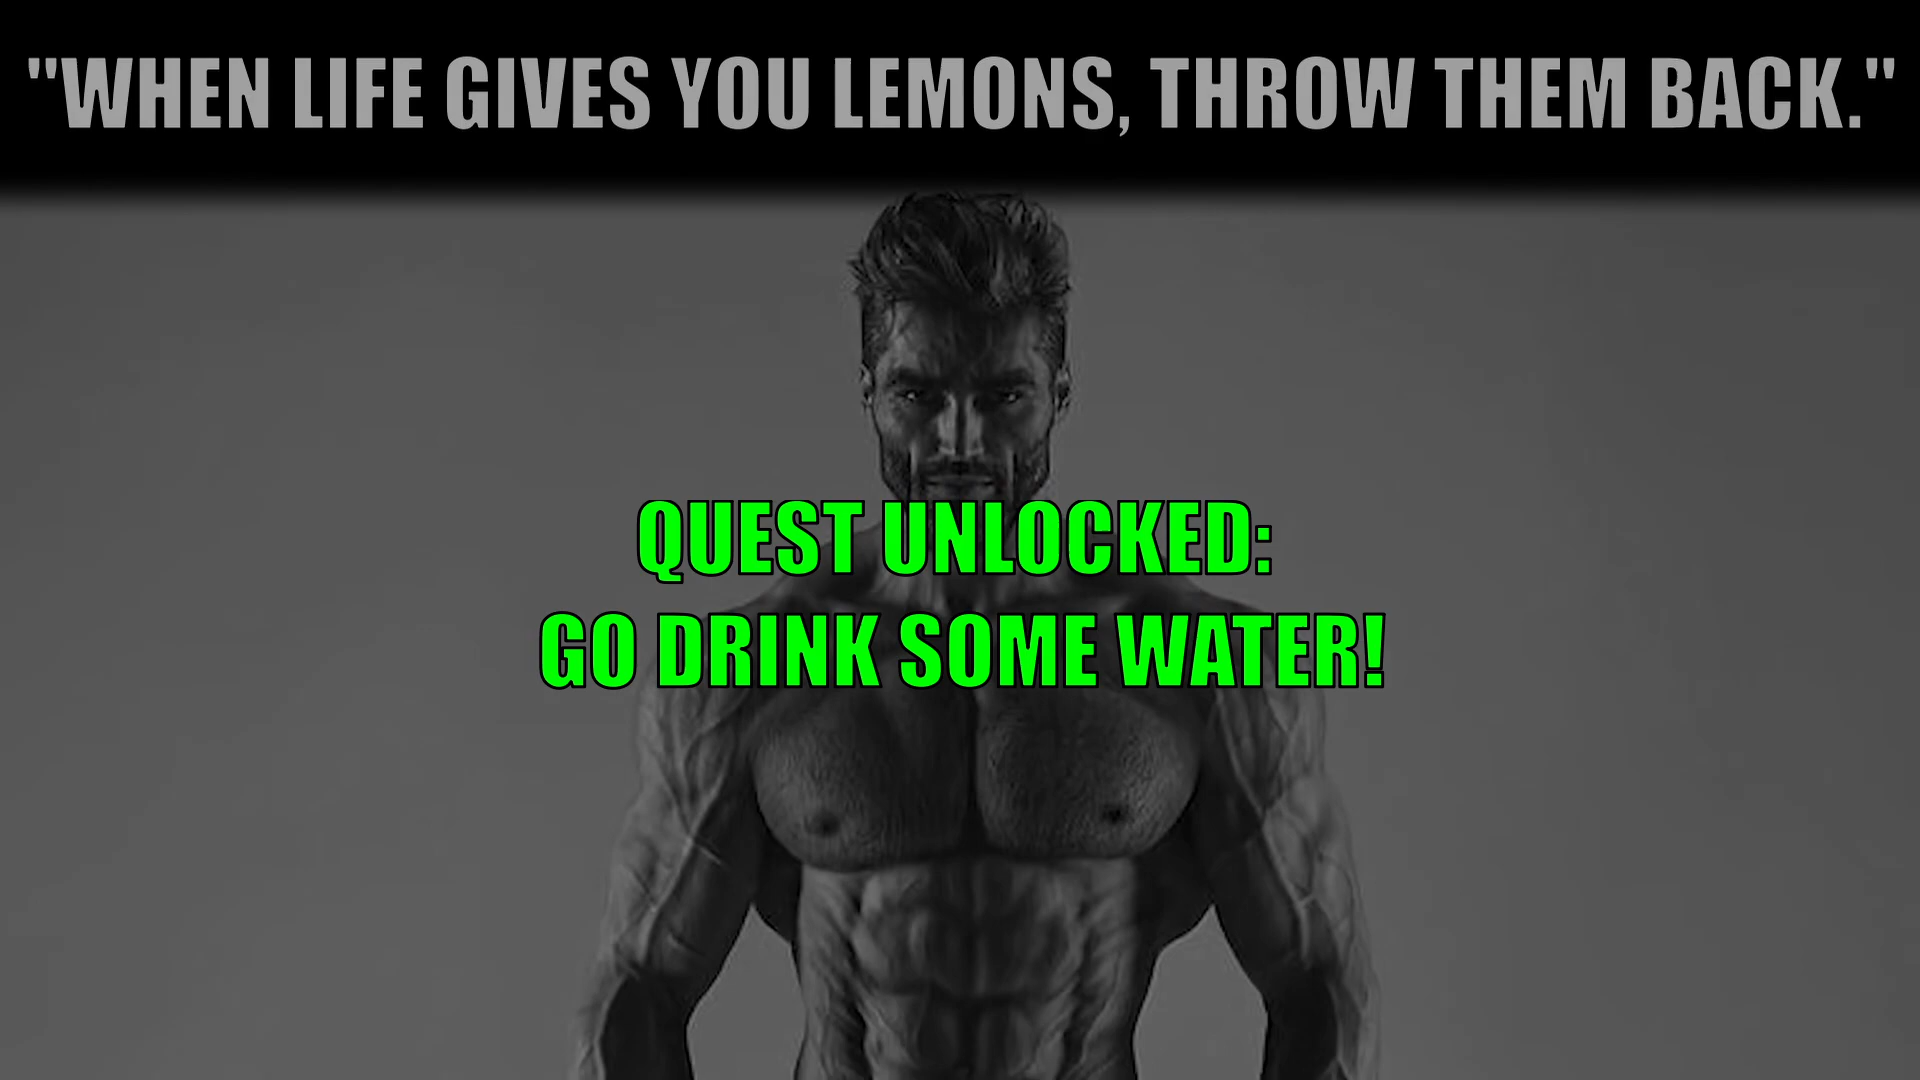 "WHEN LIFE GIVES YOU LEMONS, THROW THEM BACK."
QUEST UNLOCKED:
GO DRINK SOME WATER!